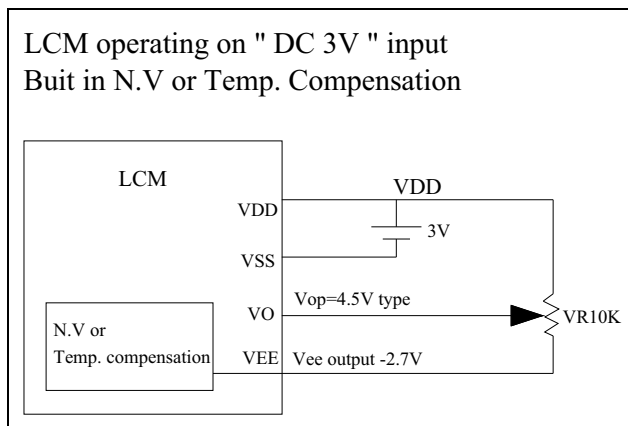 LCM operating on " DC 3V " input
Buit in N.V or Temp. Compensation
LCM
VDD
VDD
3V
VSS
Vop=4.5V type
VO
VR10K
N.V or
Temp. compensation
VEE
Vee output -2.7V